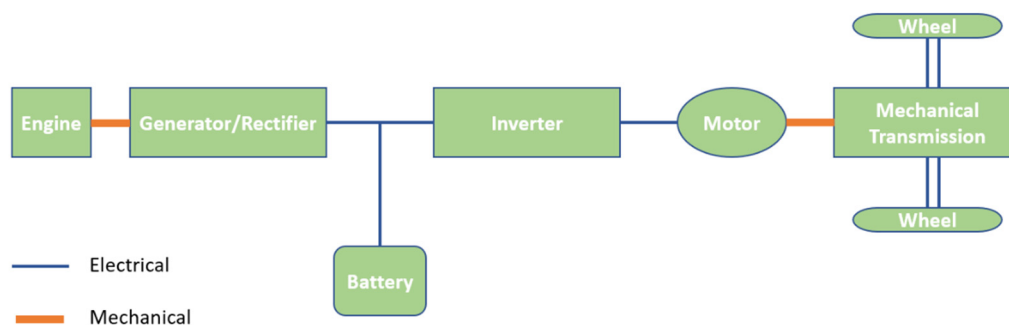 Wheel
Engine
Generator/Rectifier
Inverter
Motor
Mechanical
Transmission
Wheel
Battery
Electrical
Mechanical